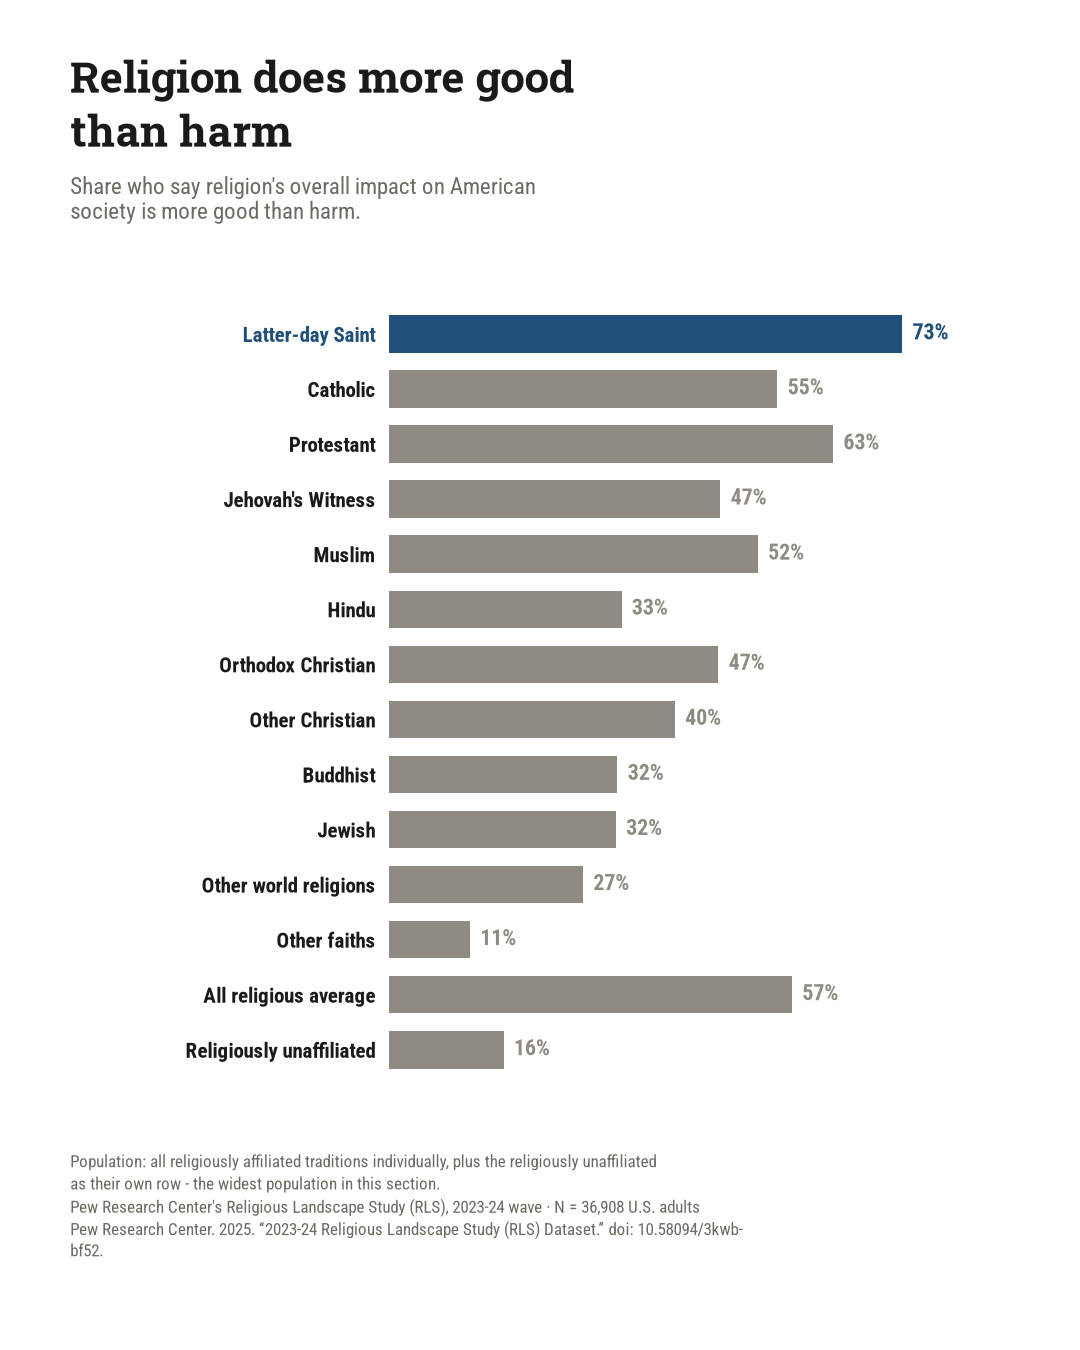 Religion does more good
than harm
Share who say religion's overall impact on American
society is more good than harm.
Latter-day Saint 73%
Catholic 55%
Protestant 63%
Jehovah's Witness 47%
Muslim 52%
Hindu 33%
Orthodox Christian 47%
Other Christian 40%
Buddhist 32%
Jewish 32%
Other world religions 27%
Other faiths 11%
All religious average 57%
Religiously unaffiliated 16%
Population: all religiously affiliated traditions individually, plus the religiously unaffiliated
as their own row - the widest population in this section.
Pew Research Center's Religious Landscape Study (RLS), 2023-24 wave · N = 36,908 U.S. adults
Pew Research Center. 2025. “2023-24 Religious Landscape Study (RLS) Dataset.” doi: 10.58094/3kwb-
bf52.